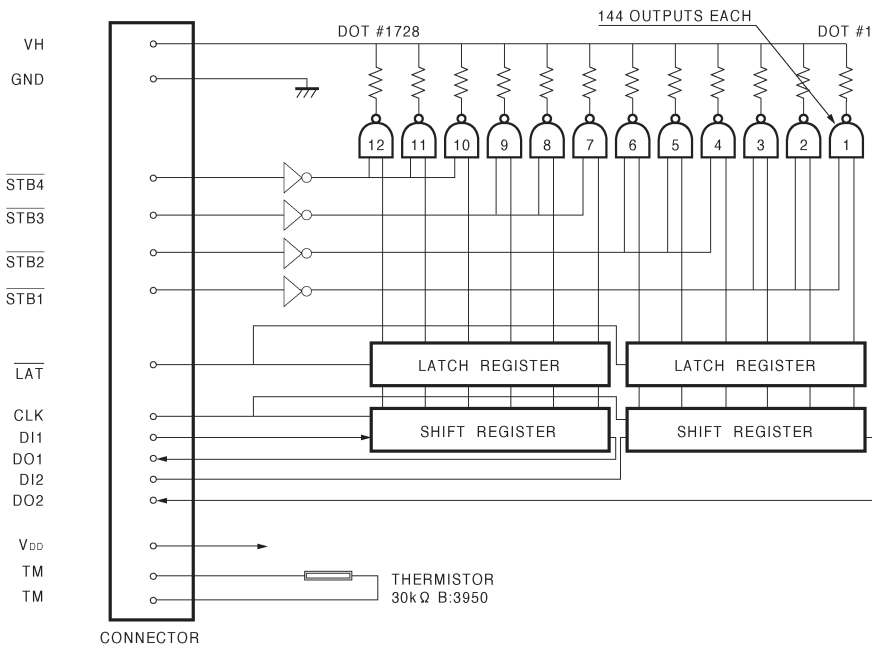 144 OUTPUTS EACH
VH
DOT #1728
DOT #1
GND
12 11 10 9 8 7 6 5 4 3 2 1
STB4
STB3
STB2
STB1
LAT
LATCH REGISTER
LATCH REGISTER
CLK
DI1
SHIFT REGISTER
SHIFT REGISTER
DO1
DI2
DO2
VDD
TM
THERMISTOR
TM
30kΩ B:3950
CONNECTOR